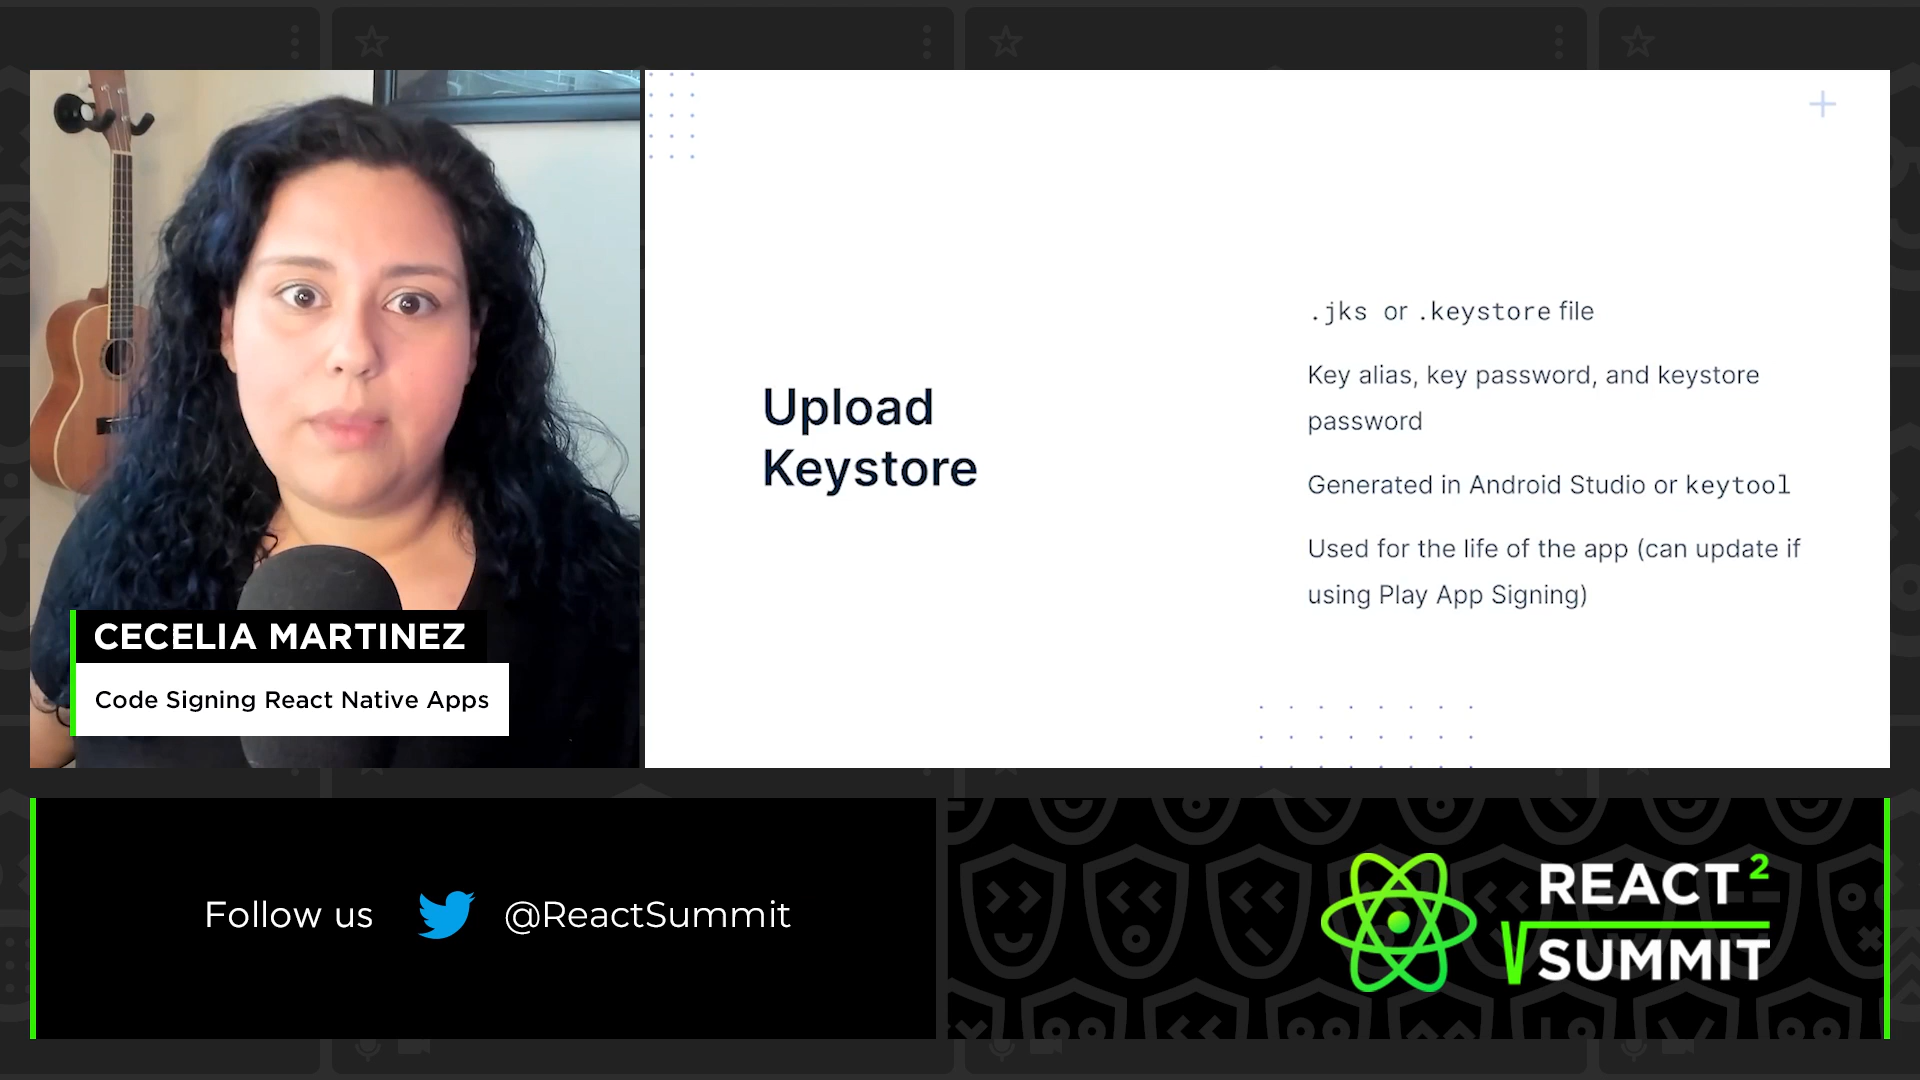 Upload
Keystore
.jks or .keystore file
Key alias, key password, and keystore
password
Generated in Android Studio or keytool
Used for the life of the app (can update if
using Play App Signing)
CECELIA MARTINEZ
Code Signing React Native Apps
Follow us @ReactSummit
REACT 2
SUMMIT